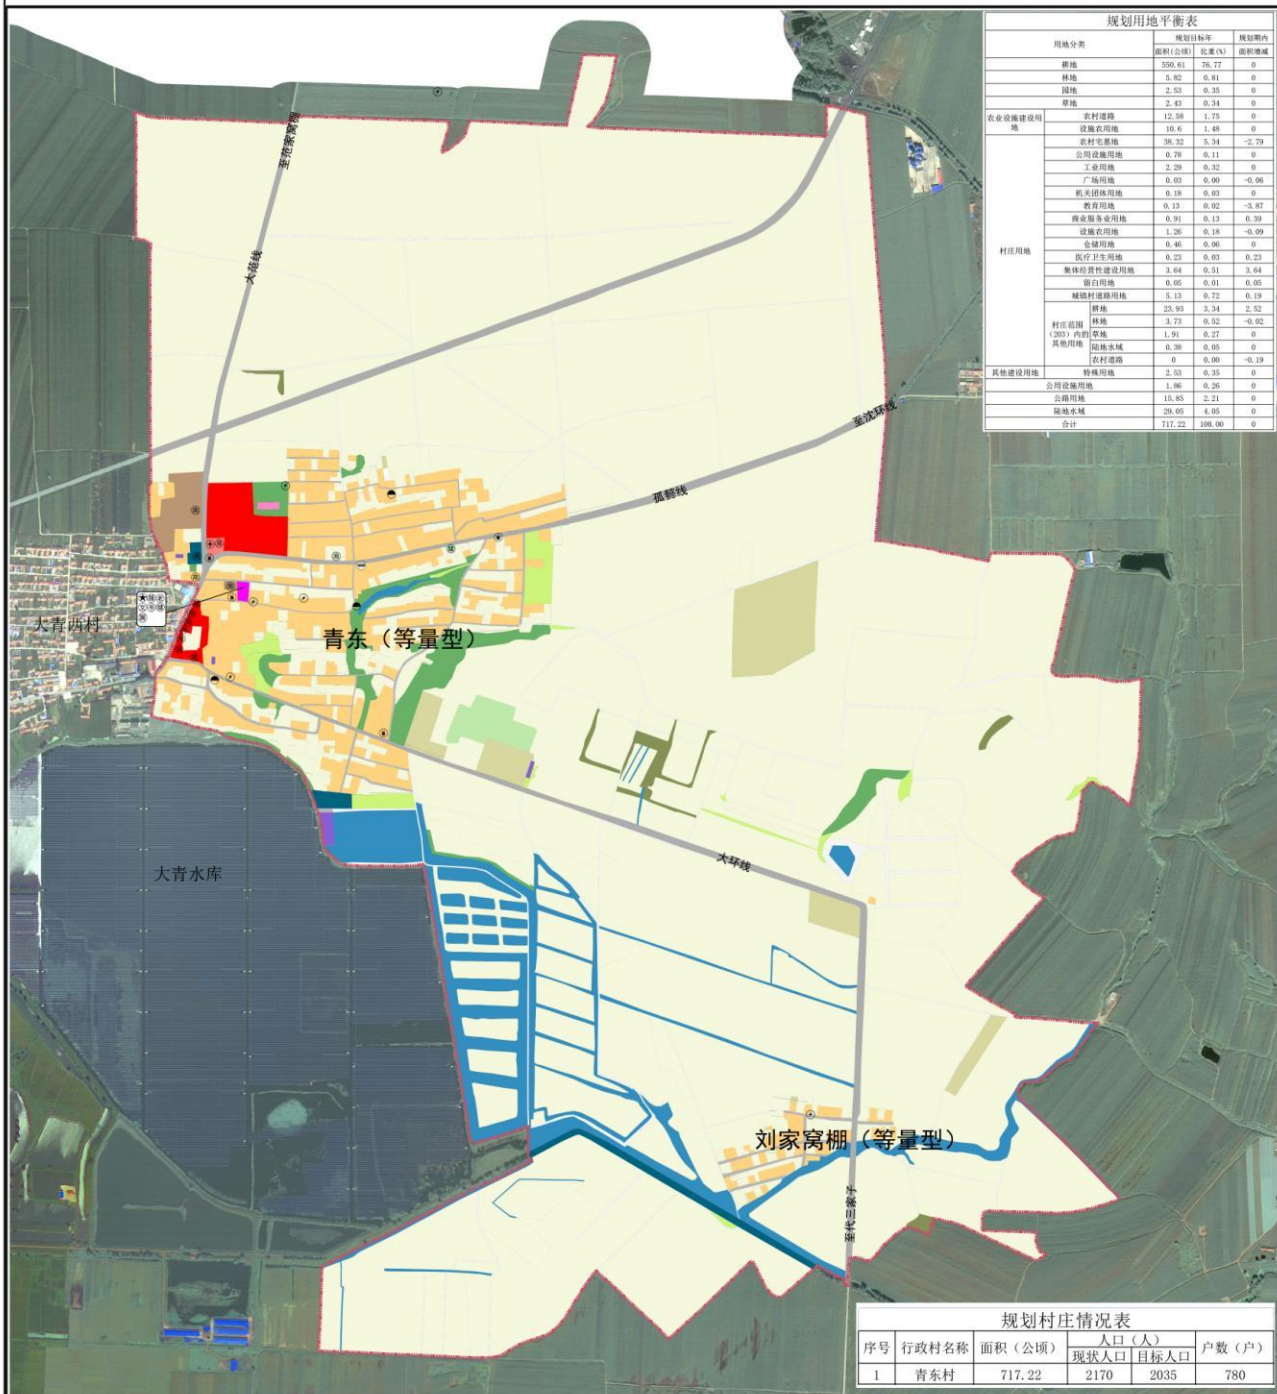 规划用地平衡表
用地分类 规划目标年 规划期内
面积(公顷) 比重(%) 面积增减
耕地 550.61 76.77 0
林地 5.82 0.81 0
园地 2.53 0.35 0
草地 2.43 0.34 0
农业设施建设用地 农村道路 12.58 1.75 0
设施农用地 10.6 1.48 0
村庄用地 农村宅基地 38.32 5.34 -2.79
公用设施用地 0.78 0.11 0
工业用地 2.29 0.32 0
广场用地 0.03 0.00 -0.06
机关团体用地 0.18 0.03 0
教育用地 0.13 0.02 -3.87
商业服务业用地 0.91 0.13 0.39
设施农用地 1.26 0.18 -0.09
仓储用地 0.46 0.06 0
医疗卫生用地 0.23 0.03 0.23
集体经营性建设用地 3.64 0.51 3.64
留白用地 0.05 0.01 0.05
城镇村道路用地 5.13 0.72 0.19
村庄范围(203)内的其他用地 耕地 23.93 3.34 2.52
林地 3.73 0.52 -0.02
草地 1.91 0.27 0
陆地水域 0.38 0.05 0
农村道路 0 0.00 -0.19
其他建设用地 特殊用地 2.53 0.35 0
公用设施用地 1.86 0.26 0
公路用地 15.85 2.21 0
陆地水域 29.05 4.05 0
合计 717.22 100.00 0
至范家窝棚
大范线
至沈环线
孤懿线
大青西村
青东（等量型）
大环线
大青水库
刘家窝棚（等量型）
至代三家子
规划村庄情况表
序号 行政村名称 面积（公顷） 人口（人） 户数（户）
现状人口 目标人口
1 青东村 717.22 2170 2035 780